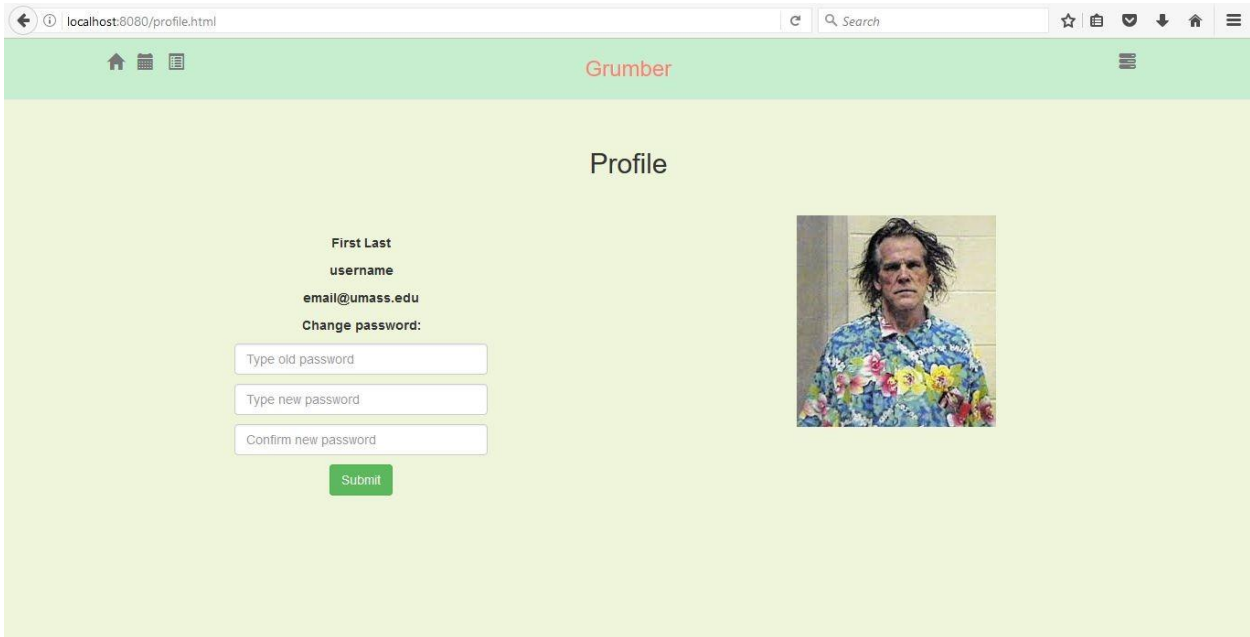 localhost:8080/profile.html
Search
Grumber
Profile
First Last
username
email@umass.edu
Change password:
Type old password
Type new password
Confirm new password
Submit